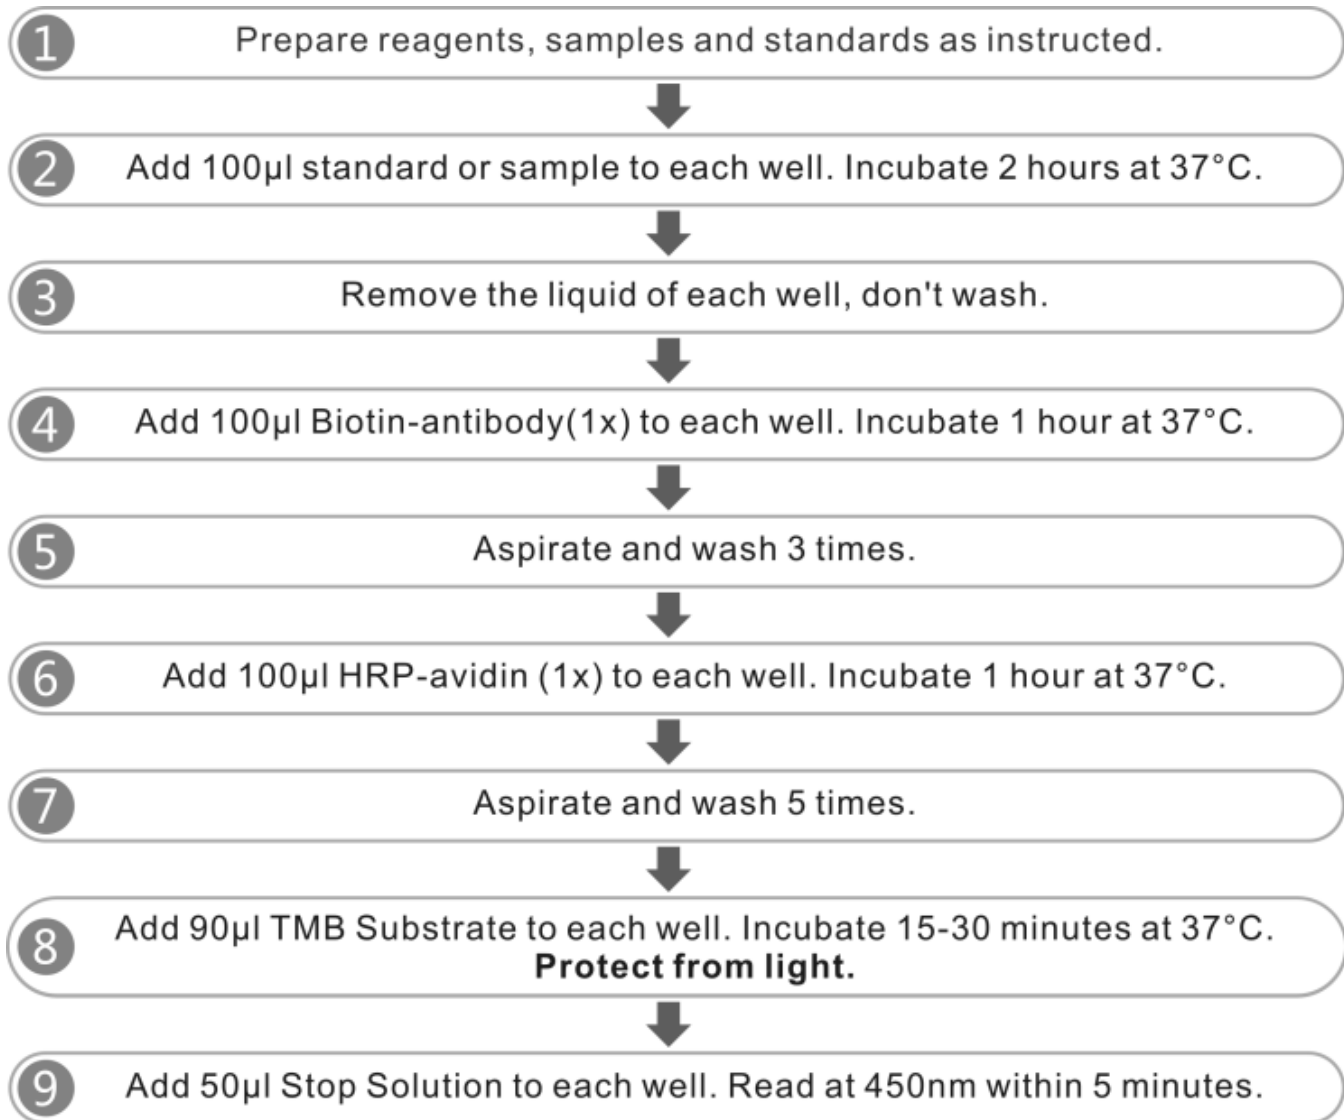 1 Prepare reagents, samples and standards as instructed.
2 Add 100µl standard or sample to each well. Incubate 2 hours at 37°C.
3 Remove the liquid of each well, don't wash.
4 Add 100µl Biotin-antibody(1x) to each well. Incubate 1 hour at 37°C.
5 Aspirate and wash 3 times.
6 Add 100µl HRP-avidin (1x) to each well. Incubate 1 hour at 37°C.
7 Aspirate and wash 5 times.
8 Add 90µl TMB Substrate to each well. Incubate 15-30 minutes at 37°C.
Protect from light.
9 Add 50µl Stop Solution to each well. Read at 450nm within 5 minutes.